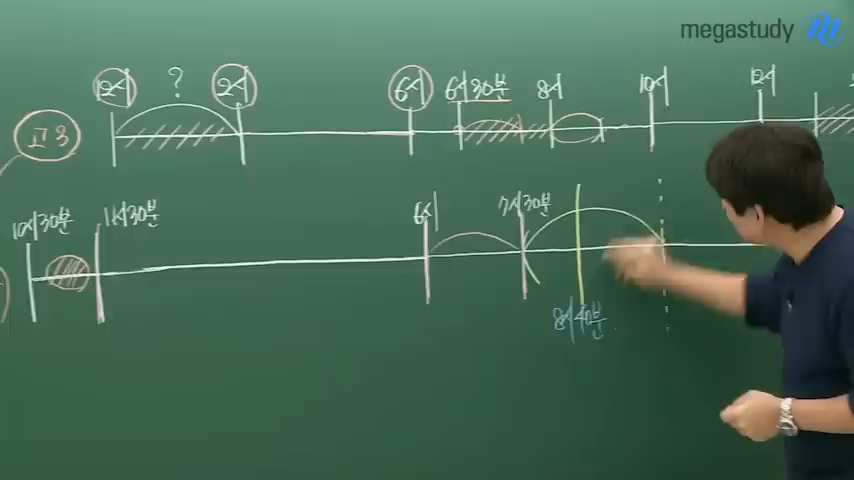 megastudy
12시 ? 2시 6시 6시30분 8시 10시 12시
고3
10시30분 11시30분 6시 7시30분
8시40분